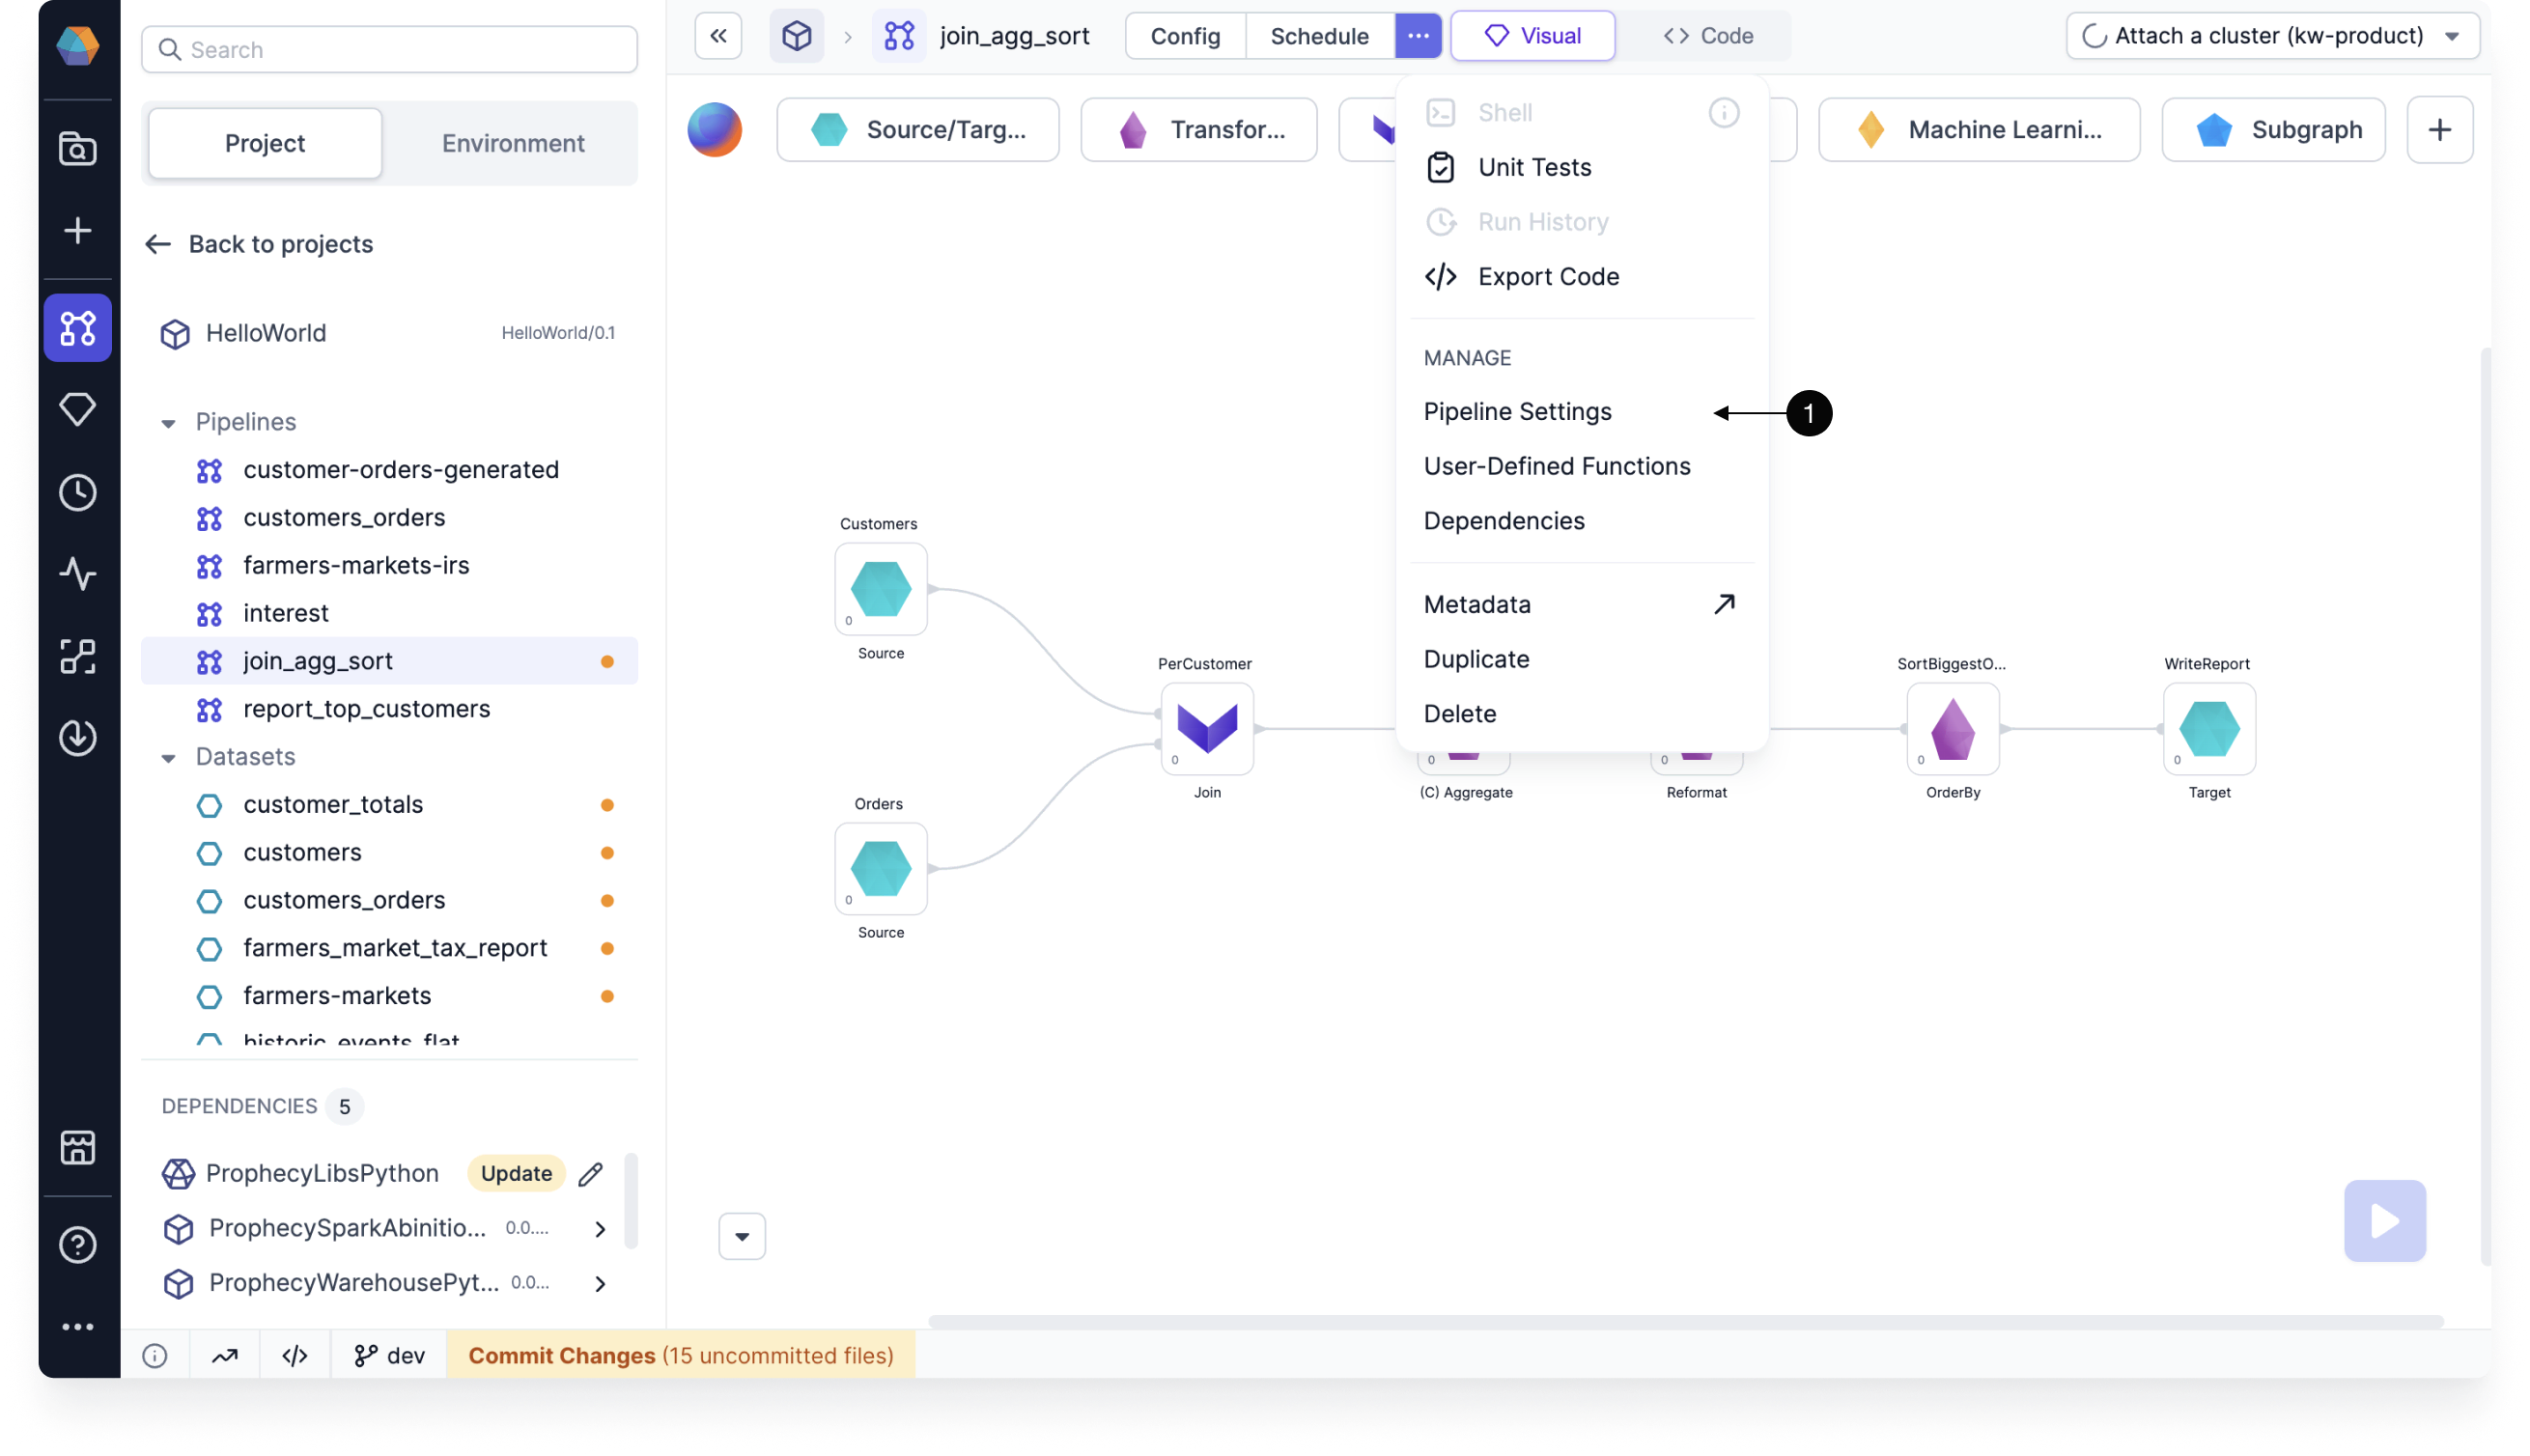 Search
Project
Environment
Back to projects
HelloWorld
HelloWorld/0.1
Pipelines
customer-orders-generated
customers_orders
farmers-markets-irs
interest
join_agg_sort
report_top_customers
Datasets
customer_totals
customers
customers_orders
farmers_market_tax_report
farmers-markets
historic_events_flat
DEPENDENCIES 5
ProphecyLibsPython
Update
ProphecySparkAbinitio...
0.0....
ProphecyWarehousePyt...
0.0...
dev
Commit Changes (15 uncommitted files)
join_agg_sort
Config
Schedule
Visual
Code
Attach a cluster (kw-product)
Source/Targ...
Transfor...
Machine Learni...
Subgraph
Shell
Unit Tests
Run History
Export Code
MANAGE
Pipeline Settings
1
User-Defined Functions
Dependencies
Metadata
Duplicate
Delete
Customers
0
Source
Orders
0
Source
PerCustomer
0
Join
0
(C) Aggregate
0
Reformat
SortBiggestO...
0
OrderBy
WriteReport
0
Target